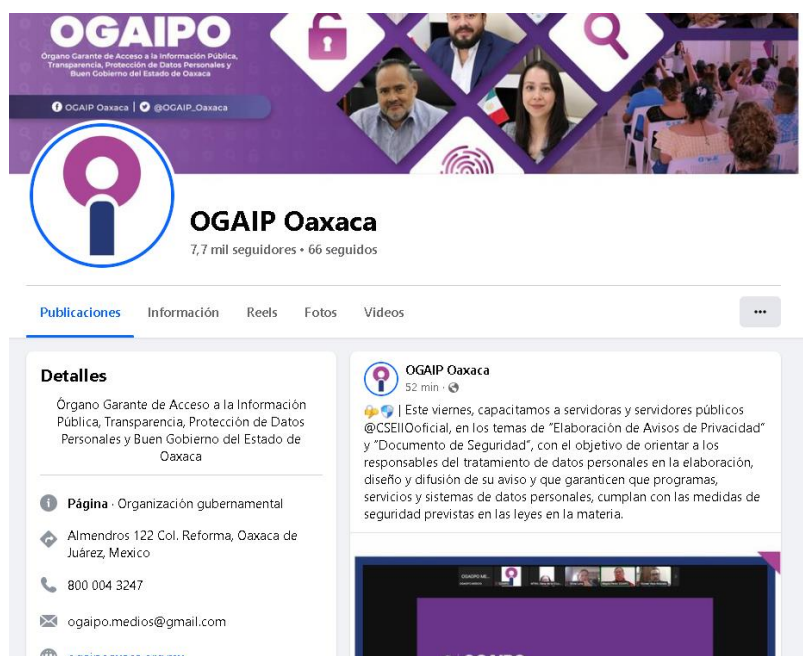 OGAIPO
Órgano Garante de Acceso a la Información Pública,
Transparencia, Protección de Datos Personales y
Buen Gobierno del Estado de Oaxaca
OGAIP Oaxaca | @OGAIP_Oaxaca
OGAIP Oaxaca
7,7 mil seguidores • 66 seguidos
Publicaciones Información Reels Fotos Videos
Detalles
Órgano Garante de Acceso a la Información
Pública, Transparencia, Protección de Datos
Personales y Buen Gobierno del Estado de
Oaxaca
Página · Organización gubernamental
Almendros 122 Col. Reforma, Oaxaca de
Juárez, Mexico
800 004 3247
ogaipo.medios@gmail.com
OGAIP Oaxaca
52 min ·
| Este viernes, capacitamos a servidoras y servidores públicos
@CSEIIOoficial, en los temas de “Elaboración de Avisos de Privacidad”
y “Documento de Seguridad”, con el objetivo de orientar a los
responsables del tratamiento de datos personales en la elaboración,
diseño y difusión de su aviso y que garanticen que programas,
servicios y sistemas de datos personales, cumplan con las medidas de
seguridad previstas en las leyes en la materia.